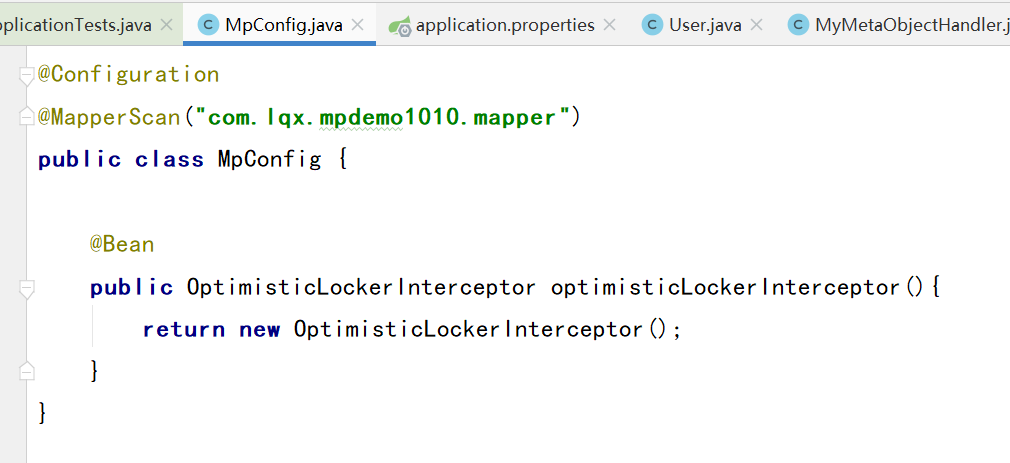 plicationTests.java MpConfig.java application.properties User.java MyMetaObjectHandler.j
@Configuration
@MapperScan("com.lqx.mpdemo1010.mapper")
public class MpConfig {
@Bean
public OptimisticLockerInterceptor optimisticLockerInterceptor(){
return new OptimisticLockerInterceptor();
}
}